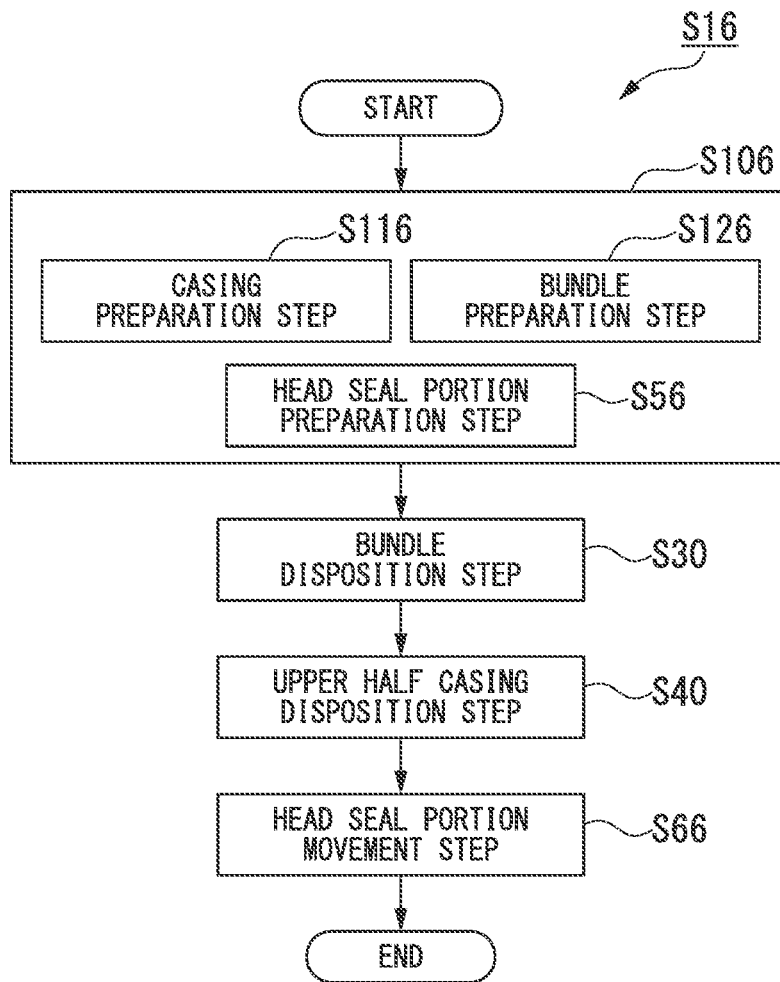 S16
START
S106
S116
S126
CASING
PREPARATION STEP
BUNDLE
PREPARATION STEP
HEAD SEAL PORTION
PREPARATION STEP
S56
BUNDLE
DISPOSITION STEP
S30
UPPER HALF CASING
DISPOSITION STEP
S40
HEAD SEAL PORTION
MOVEMENT STEP
S66
END